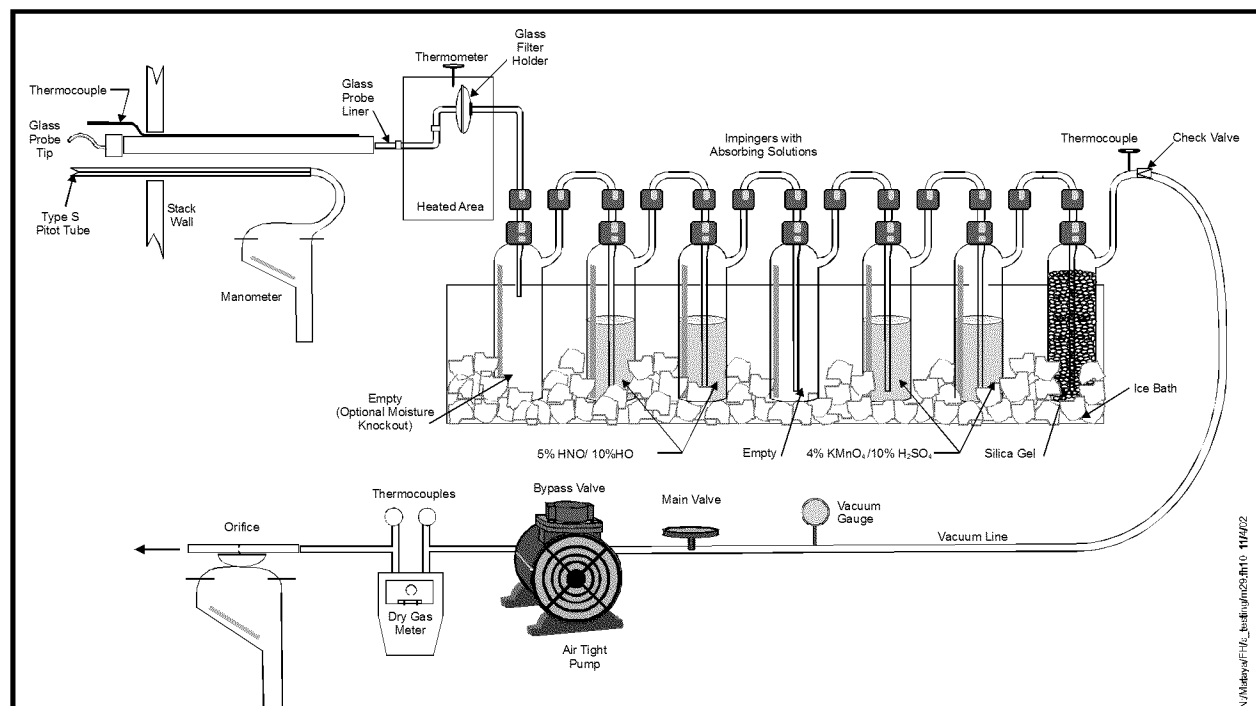 Thermometer
Glass
Filter
Holder
Thermocouple
Glass
Probe
Liner
Glass
Probe
Tip
Heated Area
Type S
Pitot Tube
Stack
Wall
Manometer
Impingers with
Absorbing Solutions
Thermocouple
Check Valve
Empty
(Optional Moisture
Knockout)
5% HNO/ 10%HO
Empty
4% KMnO₄/10% H₂SO₄
Silica Gel
Ice Bath
Thermocouples
Bypass Valve
Main Valve
Vacuum
Gauge
Vacuum Line
Orifice
Dry Gas
Meter
Air Tight
Pump
11/4/02